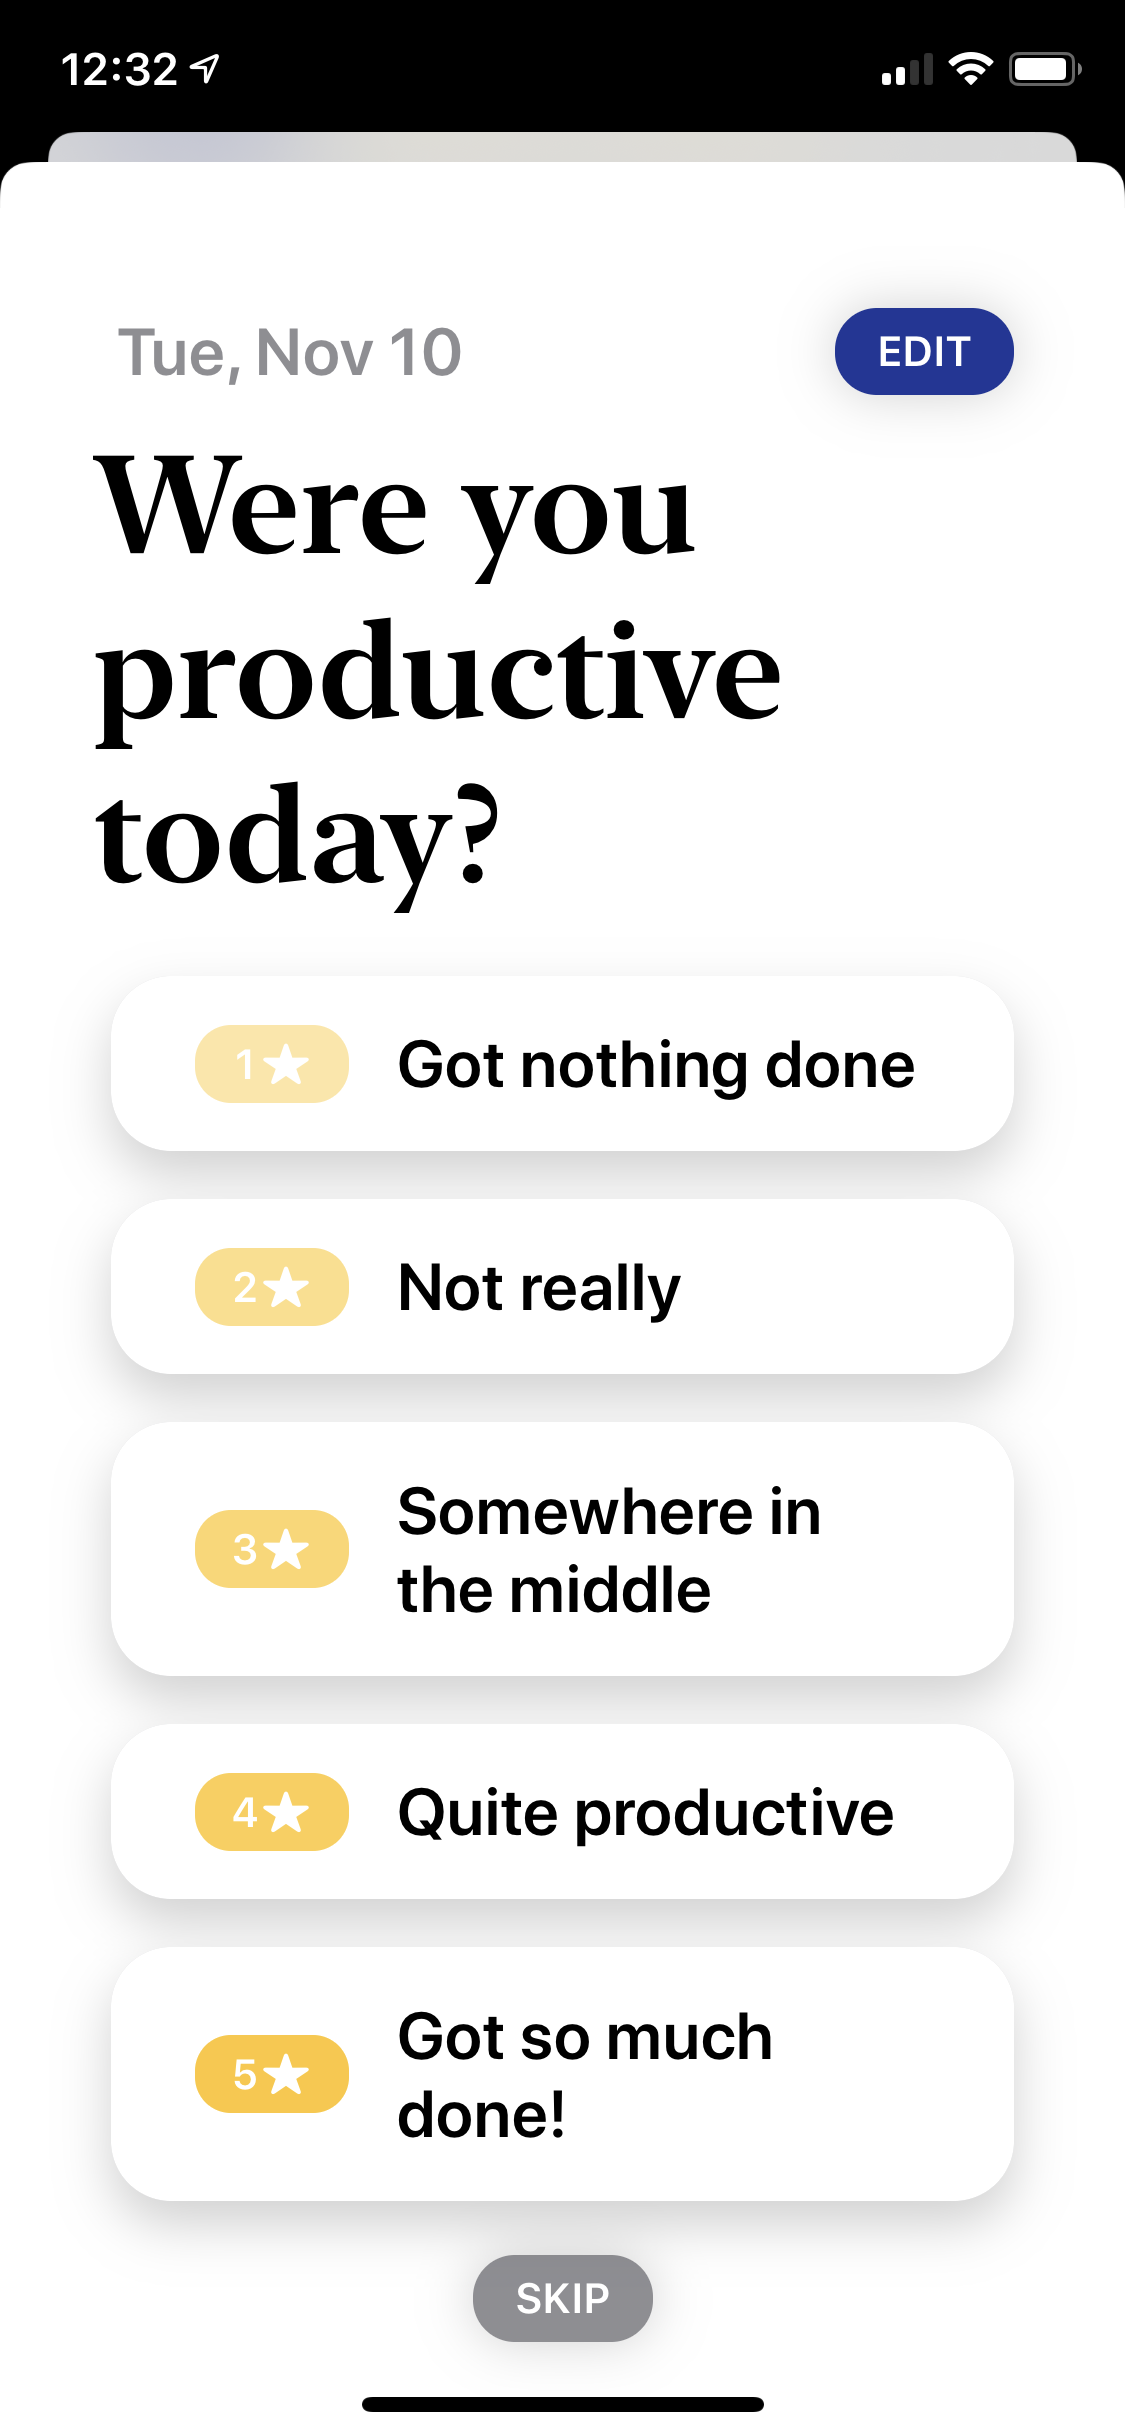 12:32
Tue, Nov 10
EDIT
Were you
productive
today?
1★ Got nothing done
2★ Not really
3★ Somewhere in
the middle
4★ Quite productive
5★ Got so much
done!
SKIP